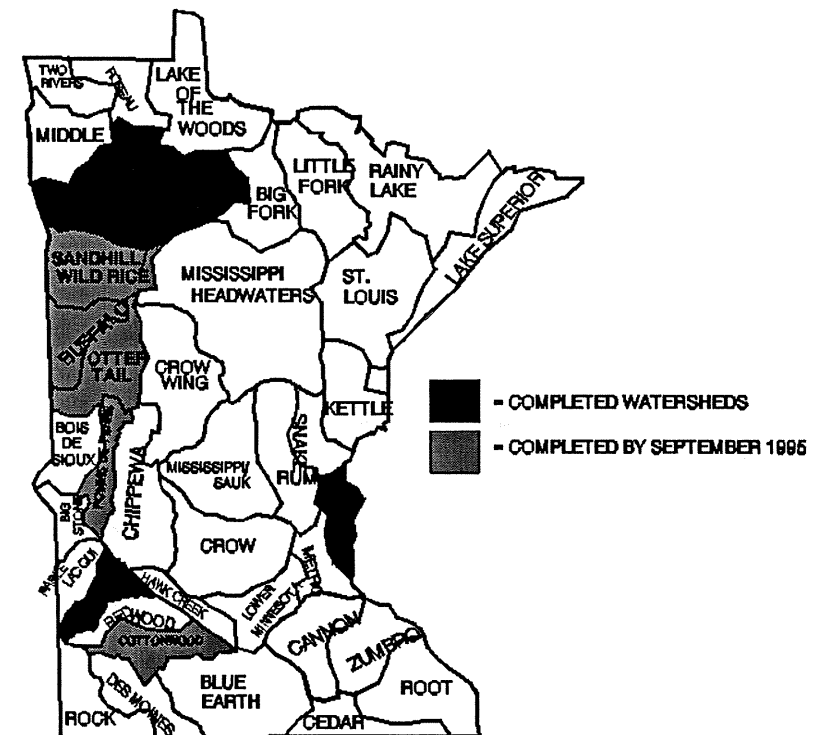 TWO
RIVERS
ROSEAU
LAKE
OF
THE
WOODS
MIDDLE
LITTLE
FORK
RAINY
LAKE
BIG
FORK
LAKE SUPERIOR
SANDHILL/
WILD RICE
MISSISSIPPI
HEADWATERS
ST.
LOUIS
BUFFALO
OTTER
TAIL
CROW
WING
KETTLE
- COMPLETED WATERSHEDS
- COMPLETED BY SEPTEMBER 1995
BOIS
DE
SIOUX
POMME DE TERRE
CHIPPEWA
MISSISSIPPI/
SAUK
SNAKE
RUM
BIG
STONE
CROW
METRO
LAC QUI
HAWK CREEK
LOWER
MINNESOTA
REDWOOD
COTTONWOOD
CANNON
ZUMBRO
DES MOINES
BLUE
EARTH
ROOT
ROCK
CEDAR